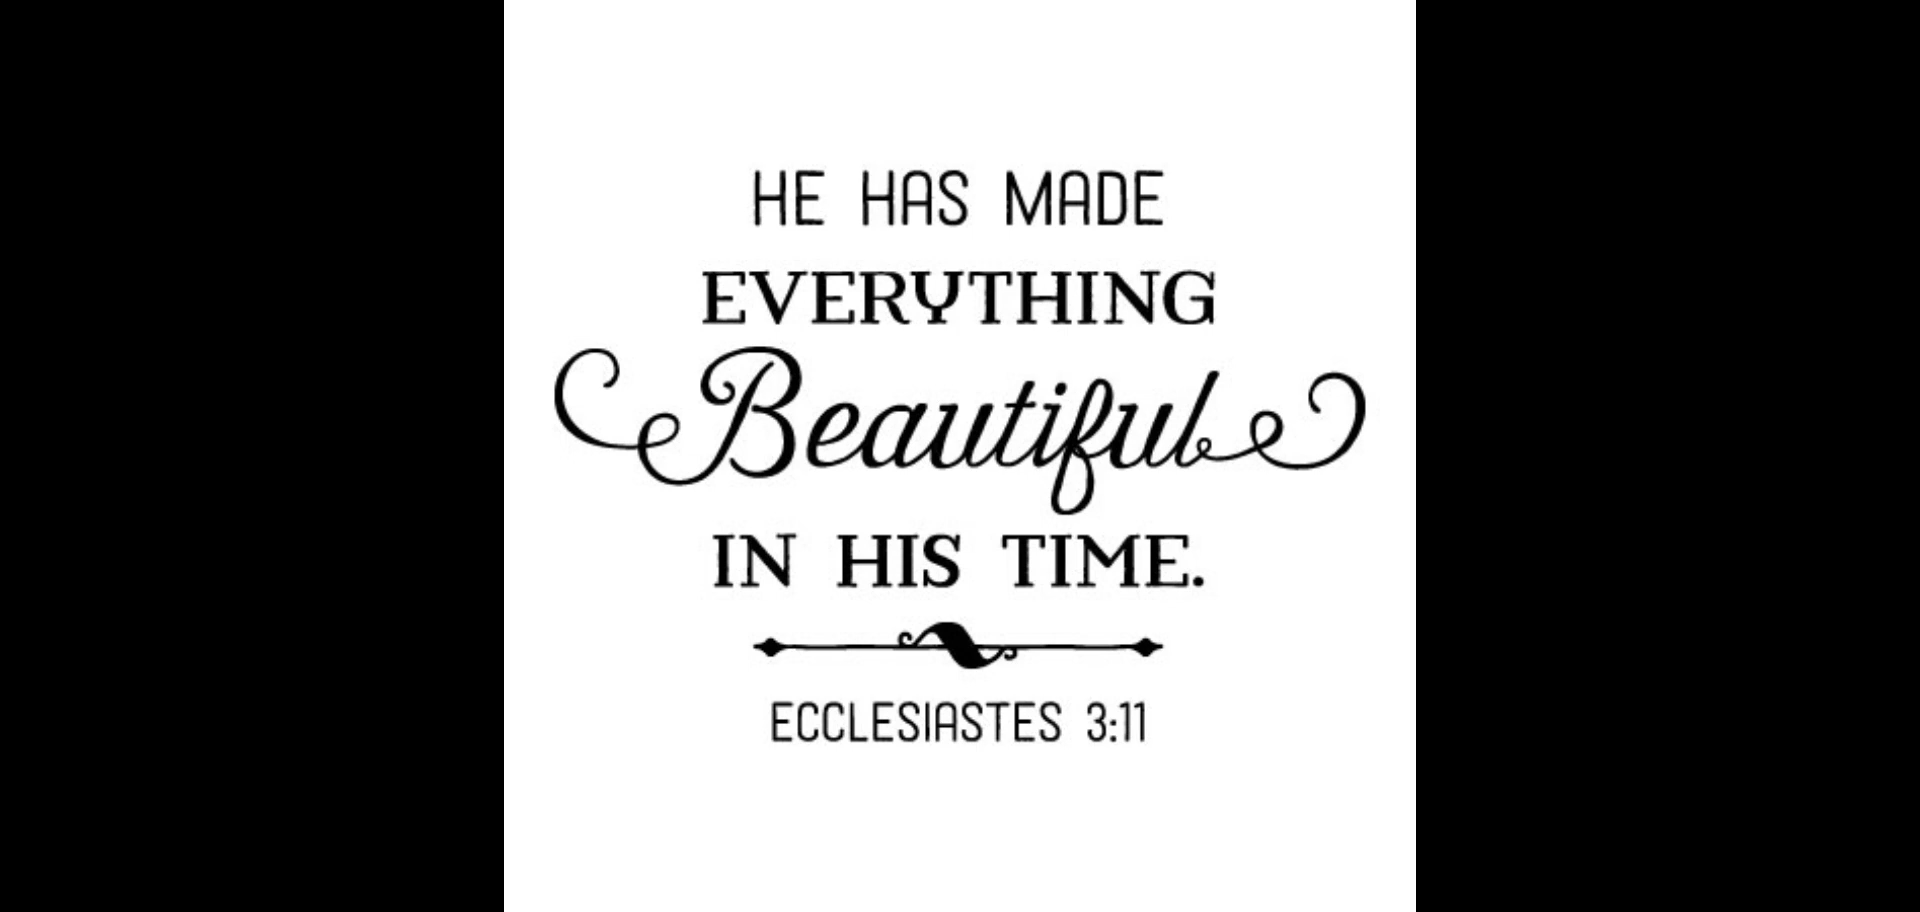 HE HAS MADE
EVERYTHING
Beautiful
IN HIS TIME.
ECCLESIASTES 3:11